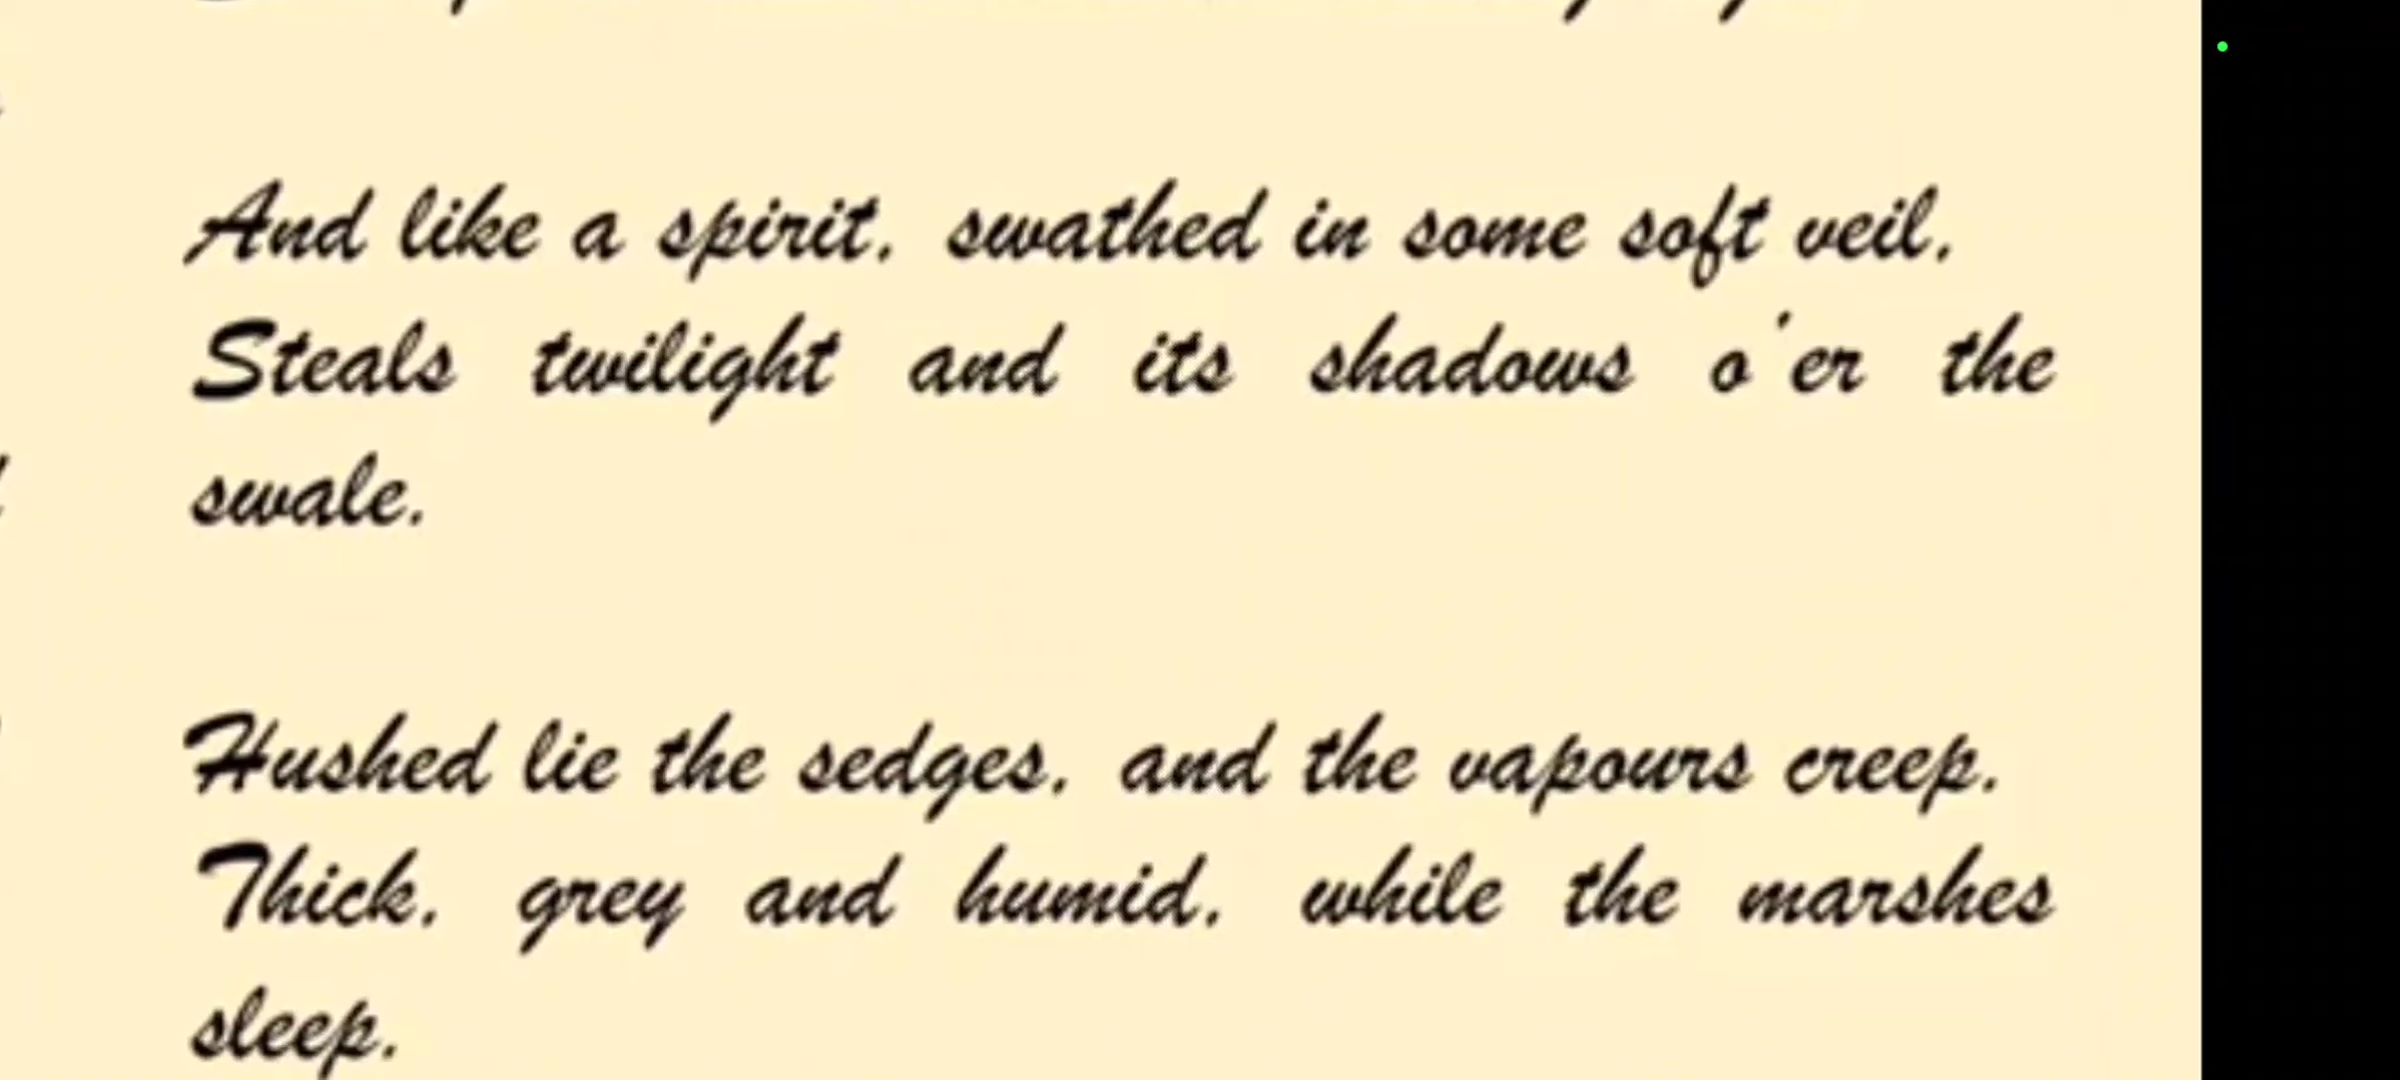 And like a spirit, swathed in some soft veil,
Steals twilight and its shadows o'er the
swale.
Hushed lie the sedges, and the vapours creep,
Thick, grey and humid, while the marshes
sleep.